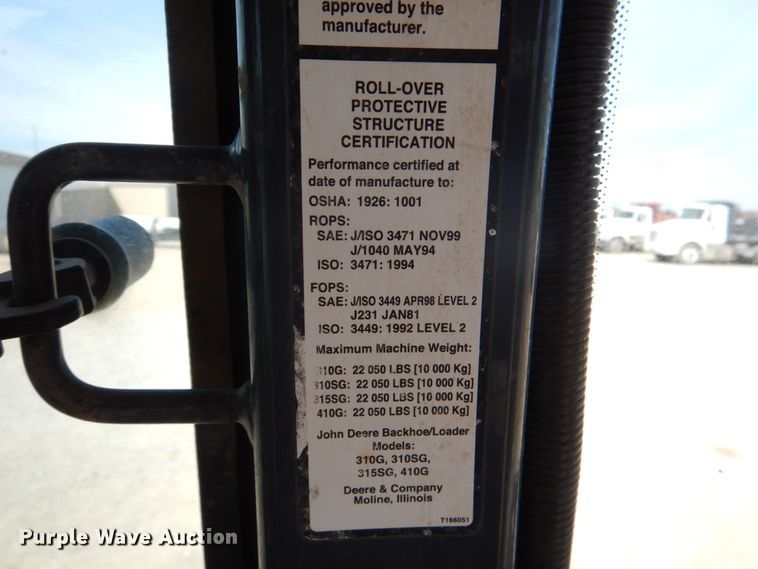 approved by the
manufacturer.
ROLL-OVER
PROTECTIVE
STRUCTURE
CERTIFICATION
Performance certified at
date of manufacture to:
OSHA: 1926: 1001
ROPS:
SAE: J/ISO 3471 NOV99
J/1040 MAY94
ISO: 3471: 1994
FOPS:
SAE: J/ISO 3449 APR98 LEVEL 2
J231 JAN81
ISO: 3449: 1992 LEVEL 2
Maximum Machine Weight:
310G: 22 050 LBS [10 000 Kg]
310SG: 22 050 LBS [10 000 Kg]
315SG: 22 050 LBS [10 000 Kg]
410G: 22 050 LBS [10 000 Kg]
John Deere Backhoe/Loader
Models:
310G, 310SG,
315SG, 410G
Deere & Company
Moline, Illinois
T166051
Purple Wave Auction